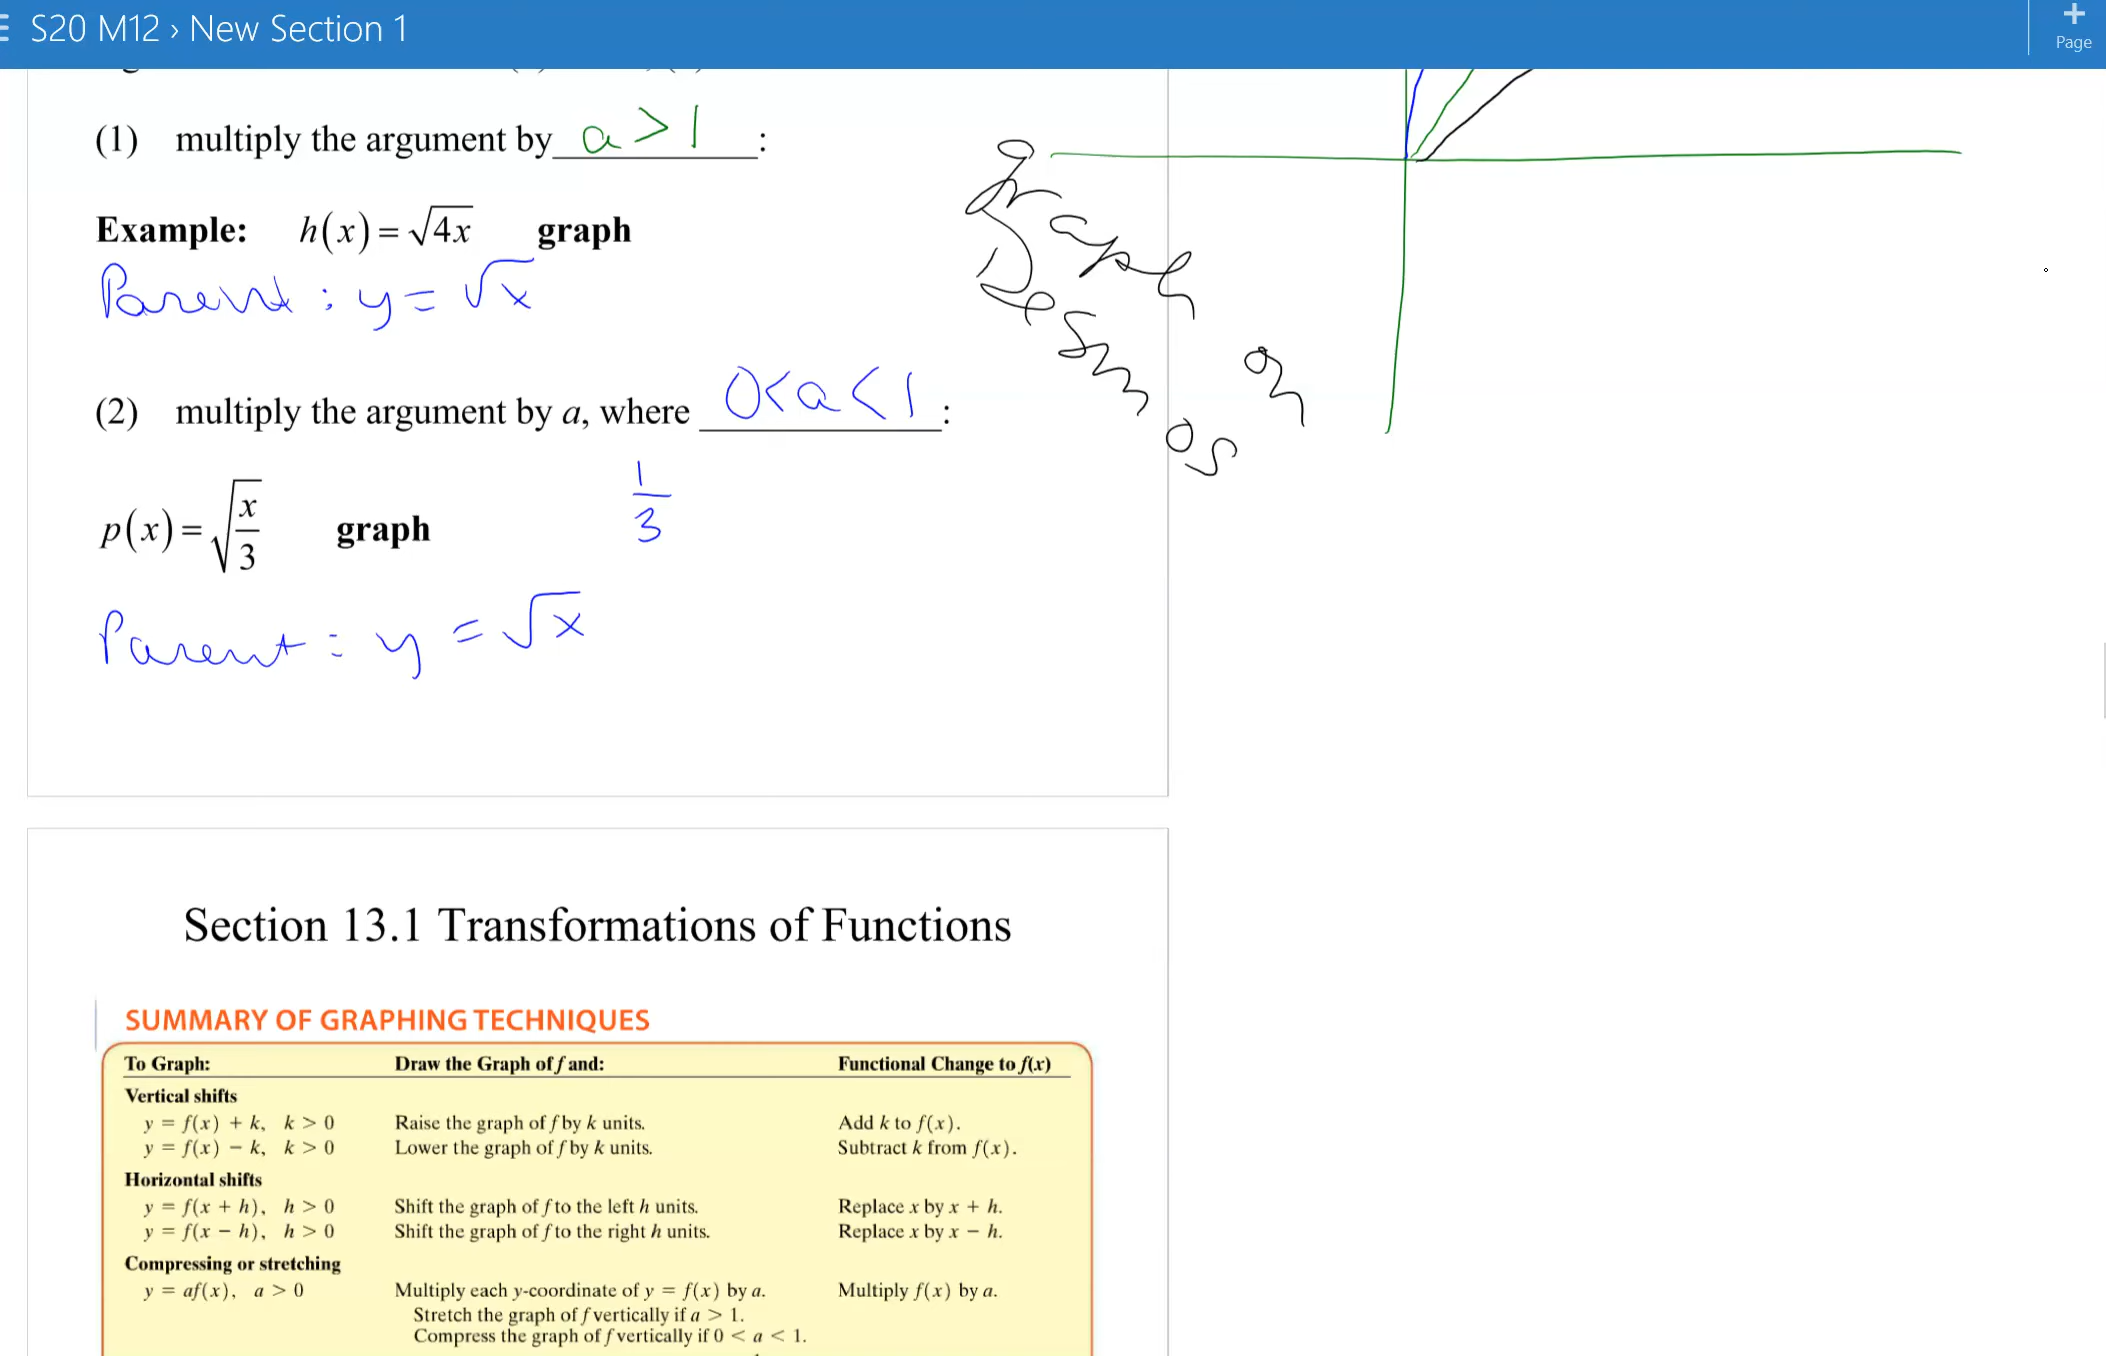 S20 M12 › New Section 1
+
Page
(1) multiply the argument by a > 1 :
Example: h(x) = √4x graph
Parent : y = √x
graph on
Desmos
(2) multiply the argument by a, where 0 < a < 1 :
p(x) = √x/3 graph 1/3
Parent : y = √x
Section 13.1 Transformations of Functions
SUMMARY OF GRAPHING TECHNIQUES
To Graph: Draw the Graph of f and: Functional Change to f(x)
Vertical shifts
y = f(x) + k, k > 0 Raise the graph of f by k units. Add k to f(x).
y = f(x) − k, k > 0 Lower the graph of f by k units. Subtract k from f(x).
Horizontal shifts
y = f(x + h), h > 0 Shift the graph of f to the left h units. Replace x by x + h.
y = f(x − h), h > 0 Shift the graph of f to the right h units. Replace x by x − h.
Compressing or stretching
y = af(x), a > 0 Multiply each y-coordinate of y = f(x) by a. Multiply f(x) by a.
Stretch the graph of f vertically if a > 1.
Compress the graph of f vertically if 0 < a < 1.